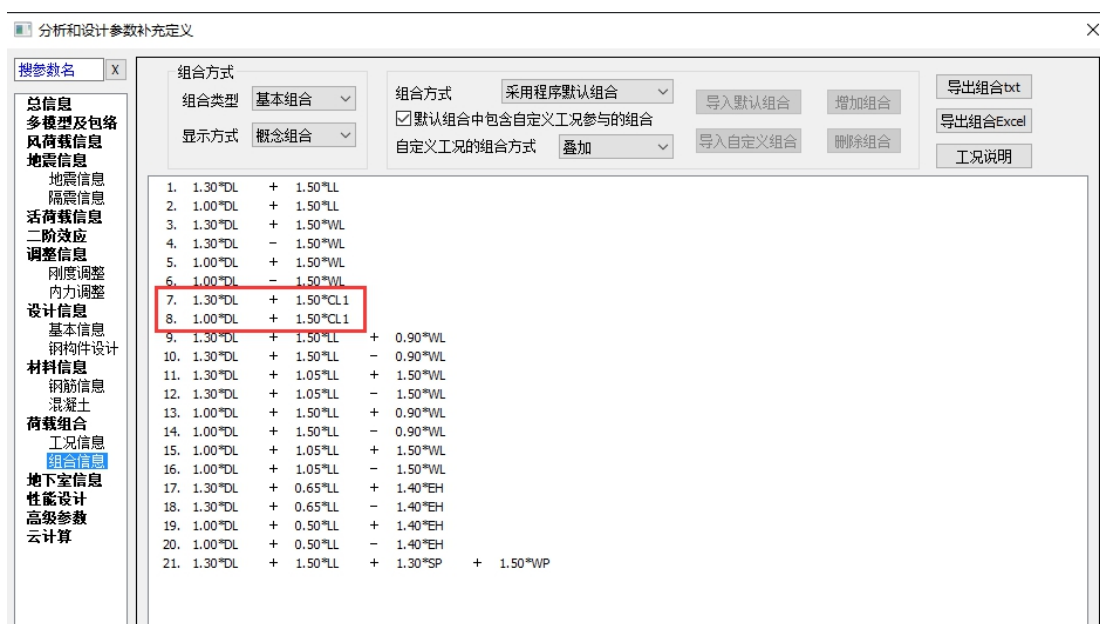 分析和设计参数补充定义
搜参数名 X
总信息
多模型及包络
风荷载信息
地震信息
地震信息
隔震信息
活荷载信息
二阶效应
调整信息
刚度调整
内力调整
设计信息
基本信息
钢构件设计
材料信息
钢筋信息
混凝土
荷载组合
工况信息
组合信息
地下室信息
性能设计
高级参数
云计算
组合方式
组合类型 基本组合
显示方式 概念组合
组合方式 采用程序默认组合
默认组合中包含自定义工况参与的组合
自定义工况的组合方式 叠加
导入默认组合 增加组合
导入自定义组合 删除组合
导出组合txt
导出组合Excel
工况说明
1. 1.30*DL + 1.50*LL
2. 1.00*DL + 1.50*LL
3. 1.30*DL + 1.50*WL
4. 1.30*DL - 1.50*WL
5. 1.00*DL + 1.50*WL
6. 1.00*DL - 1.50*WL
7. 1.30*DL + 1.50*CL1
8. 1.00*DL + 1.50*CL1
9. 1.30*DL + 1.50*LL + 0.90*WL
10. 1.30*DL + 1.50*LL - 0.90*WL
11. 1.30*DL + 1.05*LL + 1.50*WL
12. 1.30*DL + 1.05*LL - 1.50*WL
13. 1.00*DL + 1.50*LL + 0.90*WL
14. 1.00*DL + 1.50*LL - 0.90*WL
15. 1.00*DL + 1.05*LL + 1.50*WL
16. 1.00*DL + 1.05*LL - 1.50*WL
17. 1.30*DL + 0.65*LL + 1.40*EH
18. 1.30*DL + 0.65*LL - 1.40*EH
19. 1.00*DL + 0.50*LL + 1.40*EH
20. 1.00*DL + 0.50*LL - 1.40*EH
21. 1.30*DL + 1.50*LL + 1.30*SP + 1.50*WP